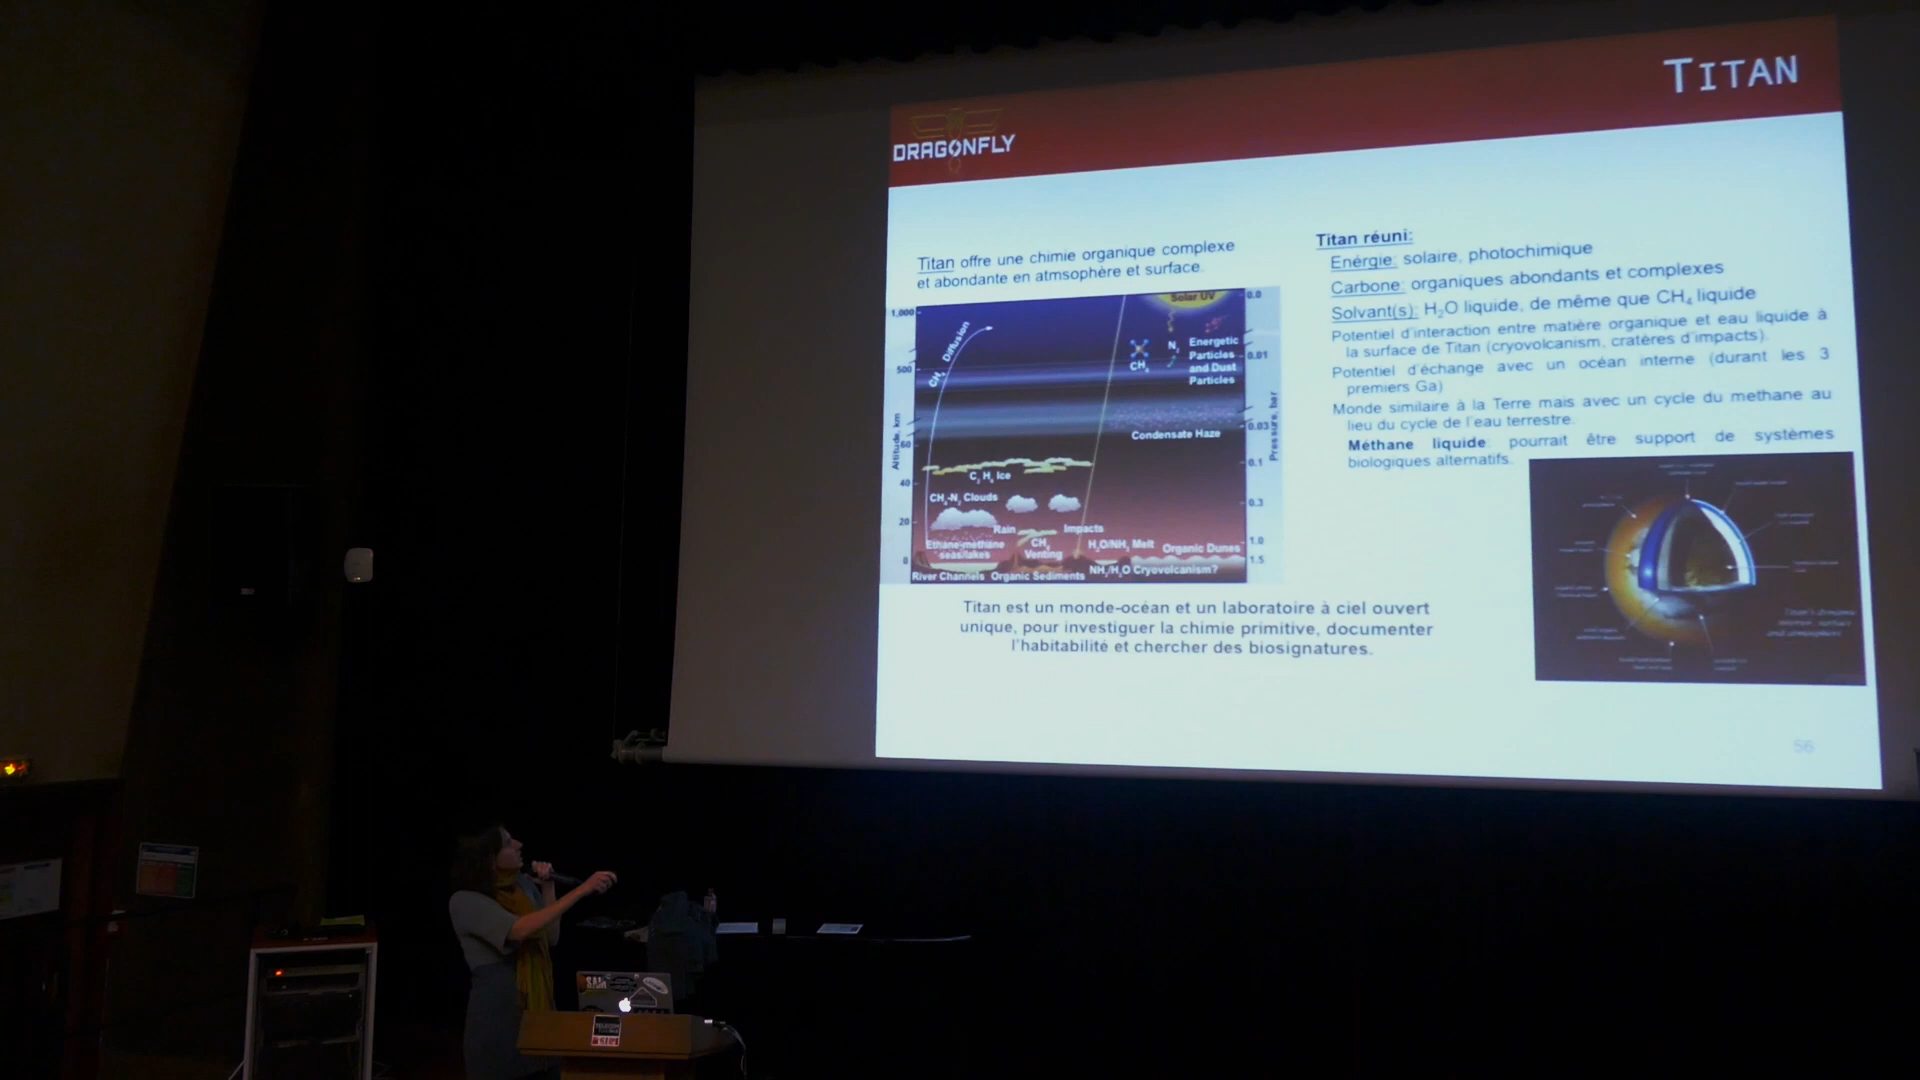 TITAN
DRAGONFLY
Titan offre une chimie organique complexe
et abondante en atmsophère et surface.
Titan réuni:
Enérgie: solaire, photochimique
Carbone: organiques abondants et complexes
Solvant(s): H₂O liquide, de même que CH₄ liquide
Potentiel d'interaction entre matière organique et eau liquide à
la surface de Titan (cryovolcanism, cratères d'impacts).
Potentiel d'échange avec un océan interne (durant les 3
premiers Ga)
Monde similaire à la Terre mais avec un cycle du methane au
lieu du cycle de l'eau terrestre.
Méthane liquide: pourrait être support de systèmes
biologiques alternatifs.
Solar UV
0.0
1,000
CH₄ Diffusion
N₂
CH₄
Energetic
Particles
and Dust
Particles
0.01
500
Altitude, km
Pressure, bar
Condensate Haze
0.03
60
0.1
C₂H₆ Ice
40
CH₄-N₂ Clouds
0.3
20
Rain
Impacts
Ethane-methane
seas/lakes
CH₄
Venting
H₂O/NH₃ Melt
Organic Dunes
1.0
0
1.5
River Channels
Organic Sediments
NH₃/H₂O Cryovolcanism?
Titan est un monde-océan et un laboratoire à ciel ouvert
unique, pour investiguer la chimie primitive, documenter
l'habitabilité et chercher des biosignatures.
56
SAM